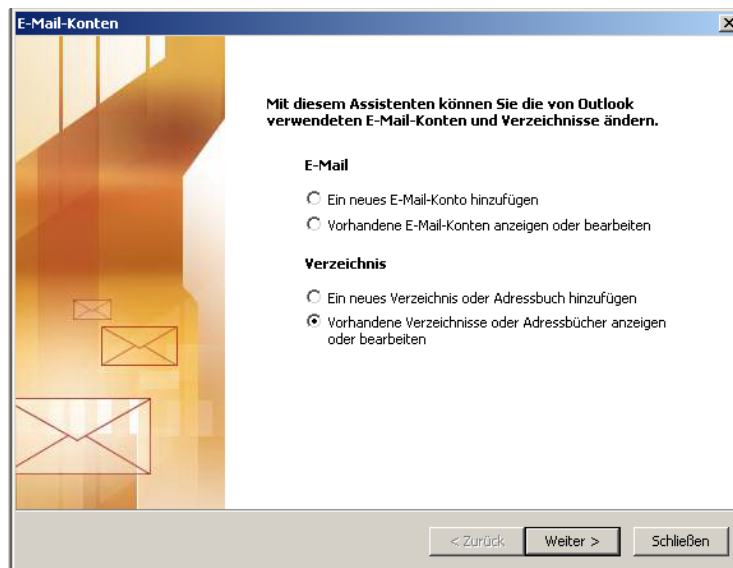 E-Mail-Konten
Mit diesem Assistenten können Sie die von Outlook
verwendeten E-Mail-Konten und Verzeichnisse ändern.
E-Mail
Ein neues E-Mail-Konto hinzufügen
Vorhandene E-Mail-Konten anzeigen oder bearbeiten
Verzeichnis
Ein neues Verzeichnis oder Adressbuch hinzufügen
Vorhandene Verzeichnisse oder Adressbücher anzeigen
oder bearbeiten
< Zurück Weiter > Schließen